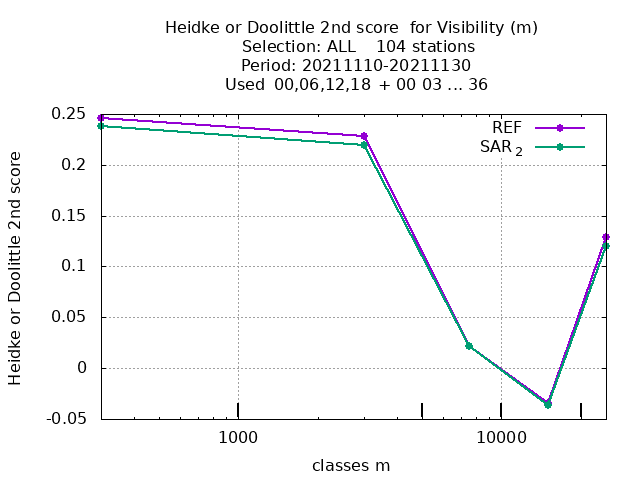 Heidke or Doolittle 2nd score  for Visibility (m)
Selection: ALL    104 stations
Period: 20211110-20211130
Used  00,06,12,18 + 00 03 ... 36
REF
SAR 2
0.25
0.2
0.15
0.1
0.05
0
-0.05
Heidke or Doolittle 2nd score
1000
10000
classes m